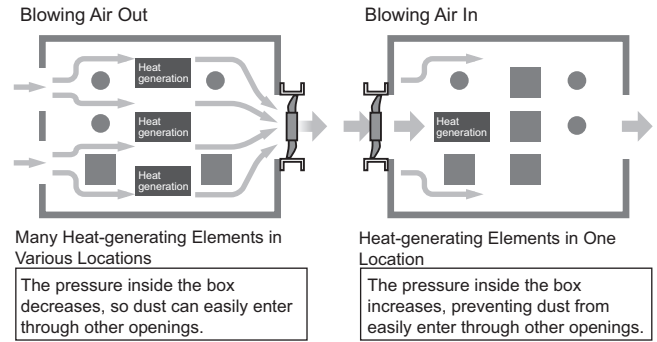 Blowing Air Out
Heat
generation
Heat
generation
Heat
generation
Many Heat-generating Elements in
Various Locations
The pressure inside the box
decreases, so dust can easily enter
through other openings.
Blowing Air In
Heat
generation
Heat-generating Elements in One
Location
The pressure inside the box
increases, preventing dust from
easily enter through other openings.